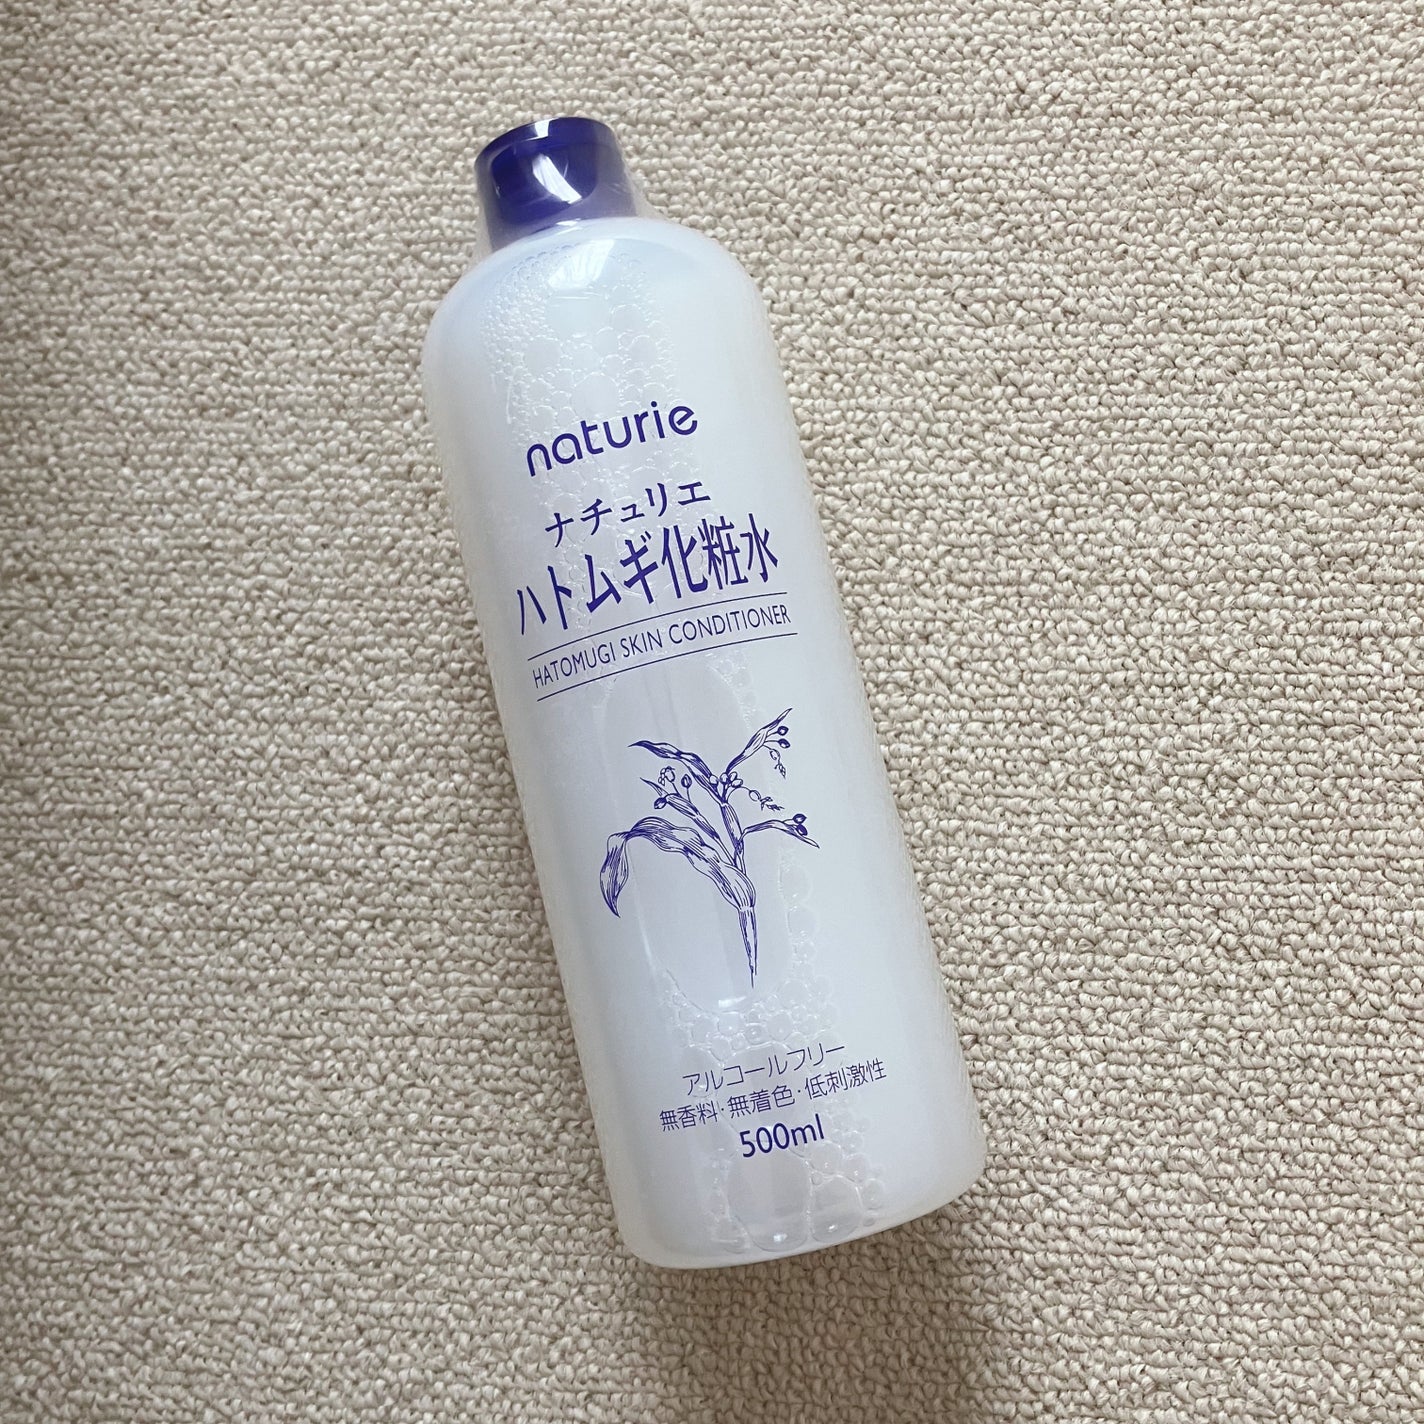 naturie
ナチュリエ
ハトムギ化粧水
HATOMUGI SKIN CONDITIONER
アルコールフリー
無香料・無着色・低刺激性
500ml